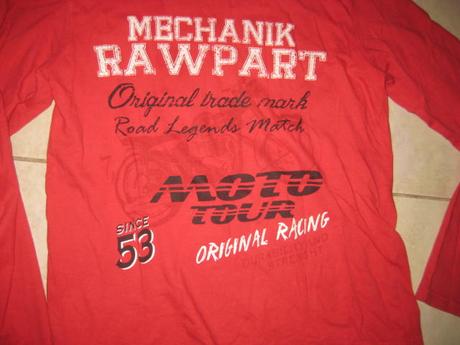 MECHANIK
RAWPART
Original trade mark
Road Legends Match
MOTO
TOUR
SINCE
53
ORIGINAL RACING